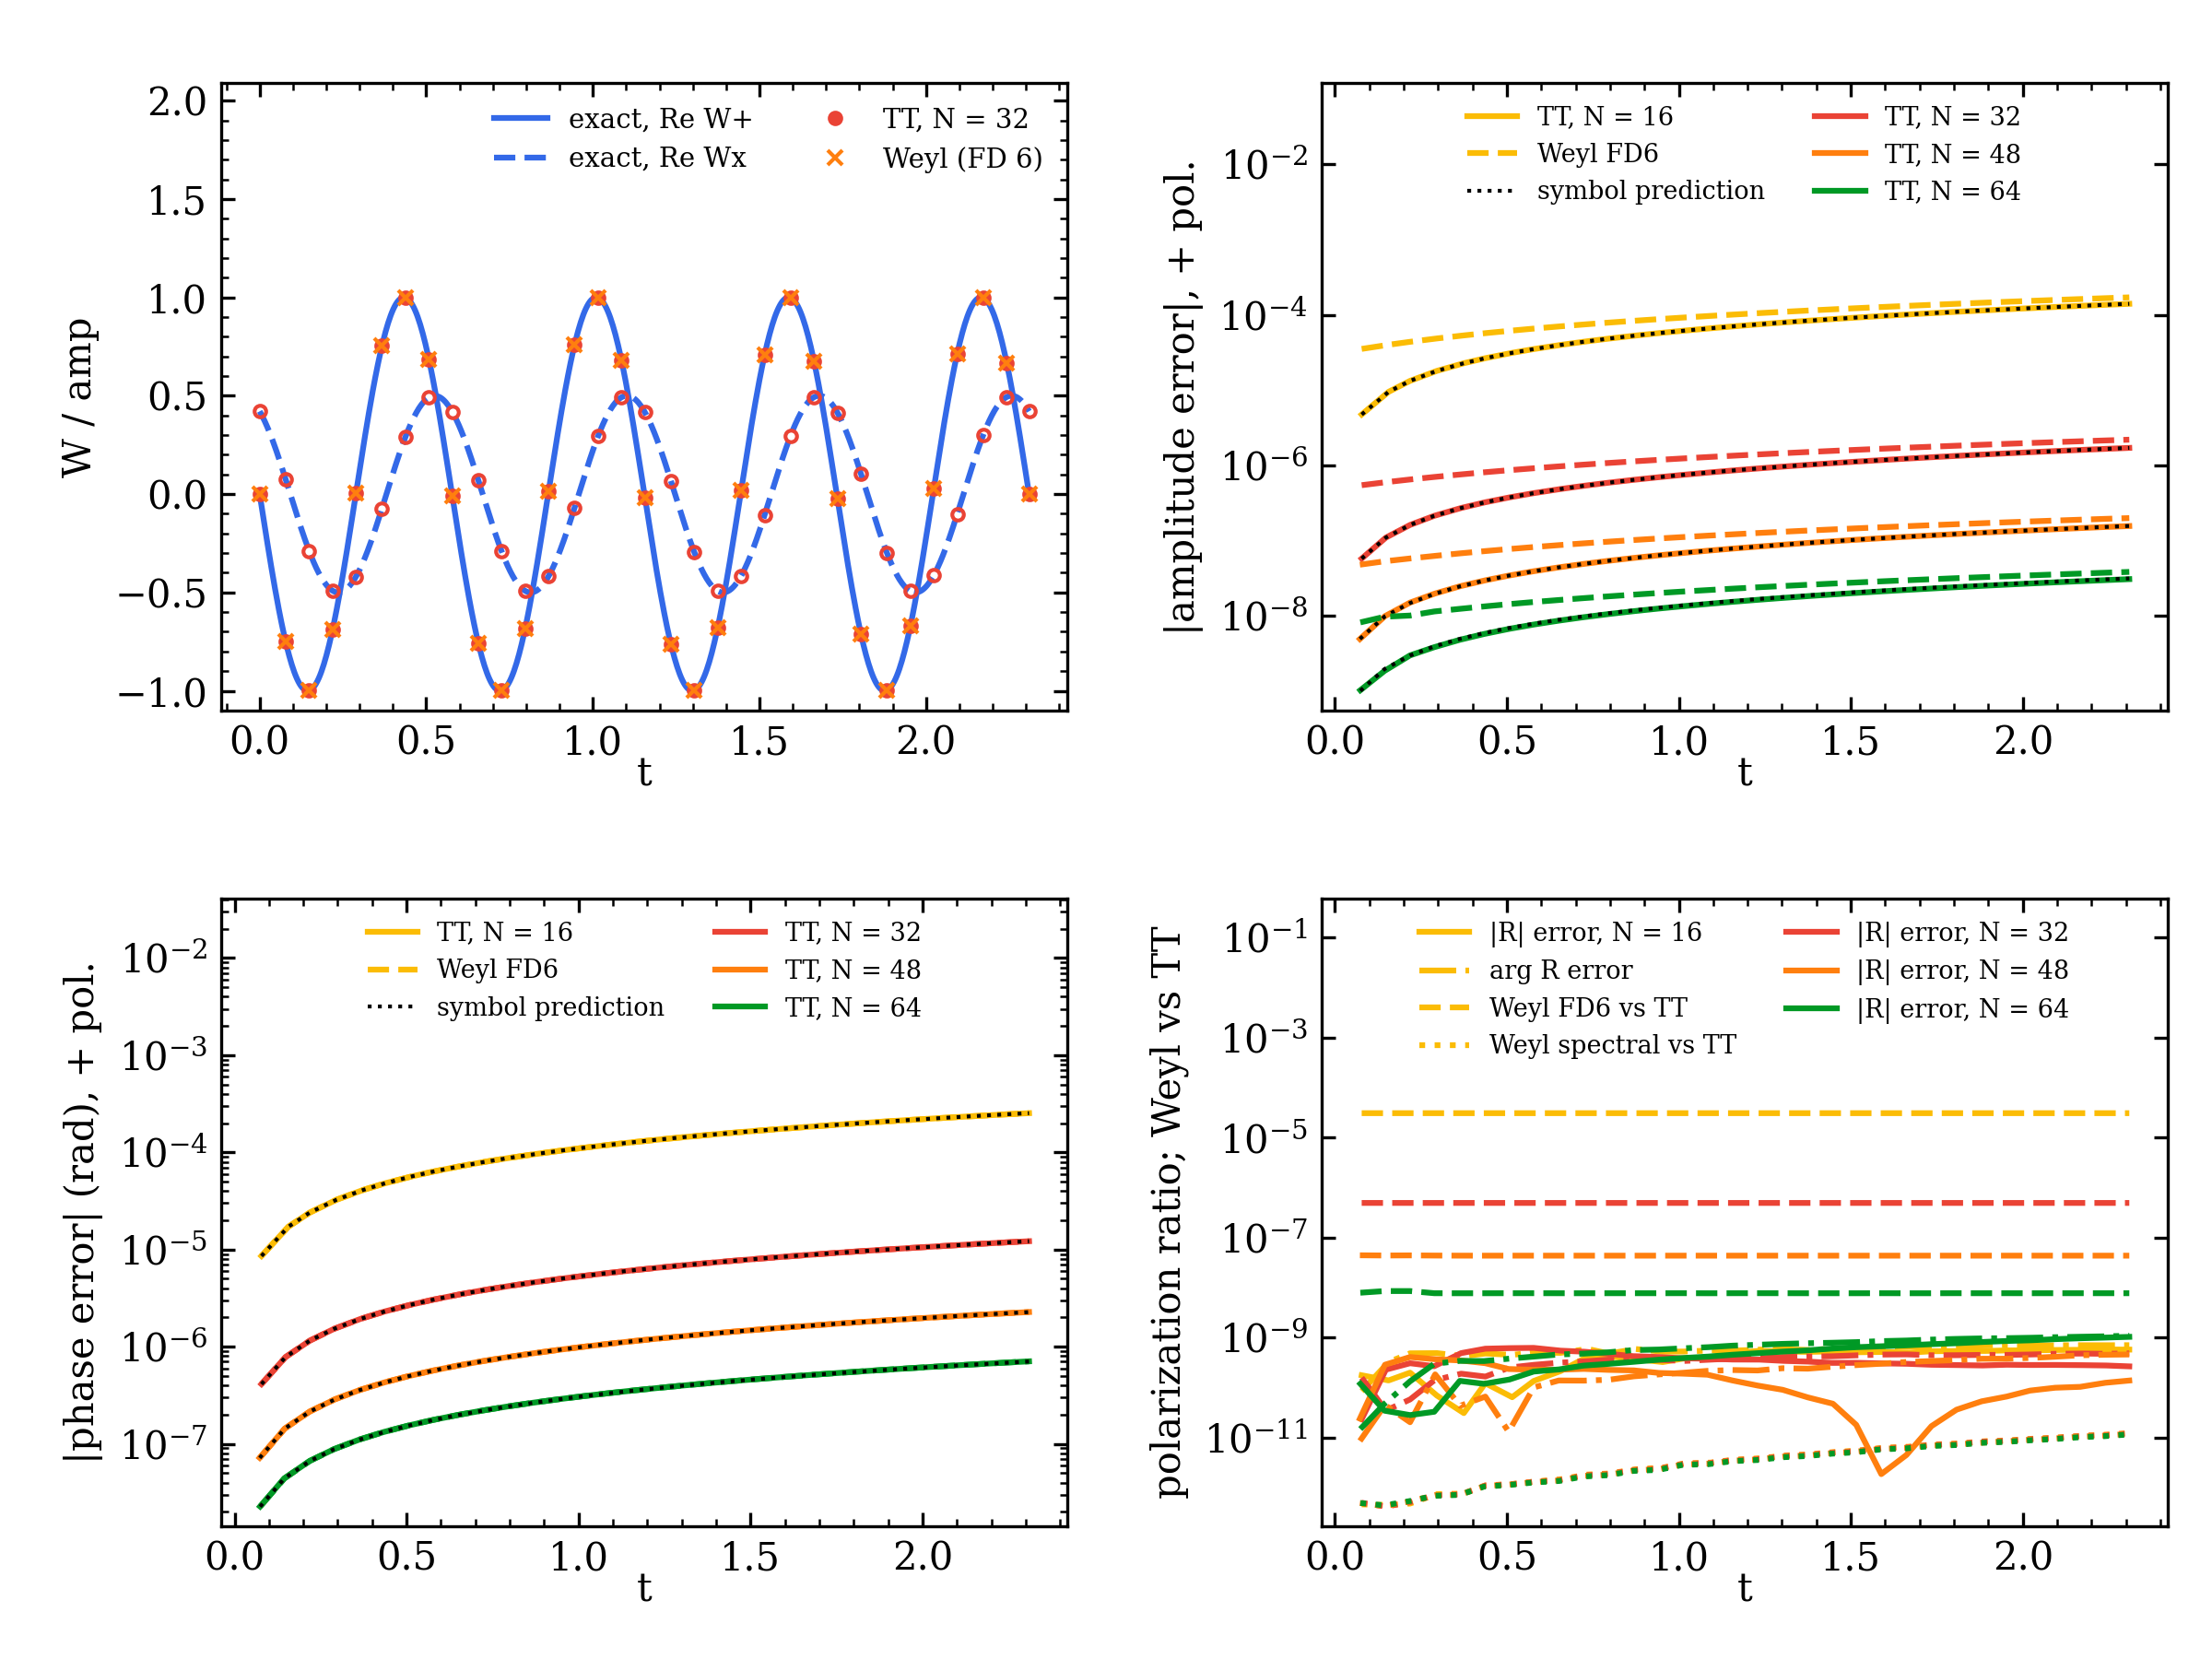 exact, Re W+
exact, Re Wx
TT, N = 32
Weyl (FD 6)
2.0
1.5
1.0
0.5
0.0
−0.5
−1.0
W / amp
0.0 0.5 1.0 1.5 2.0
t
TT, N = 16
Weyl FD6
symbol prediction
TT, N = 32
TT, N = 48
TT, N = 64
10⁻²
10⁻⁴
10⁻⁶
10⁻⁸
|amplitude error|, + pol.
0.0 0.5 1.0 1.5 2.0
t
TT, N = 16
Weyl FD6
symbol prediction
TT, N = 32
TT, N = 48
TT, N = 64
10⁻²
10⁻³
10⁻⁴
10⁻⁵
10⁻⁶
10⁻⁷
|phase error| (rad), + pol.
0.0 0.5 1.0 1.5 2.0
t
|R| error, N = 16
arg R error
Weyl FD6 vs TT
Weyl spectral vs TT
|R| error, N = 32
|R| error, N = 48
|R| error, N = 64
10⁻¹
10⁻³
10⁻⁵
10⁻⁷
10⁻⁹
10⁻¹¹
polarization ratio; Weyl vs TT
0.0 0.5 1.0 1.5 2.0
t